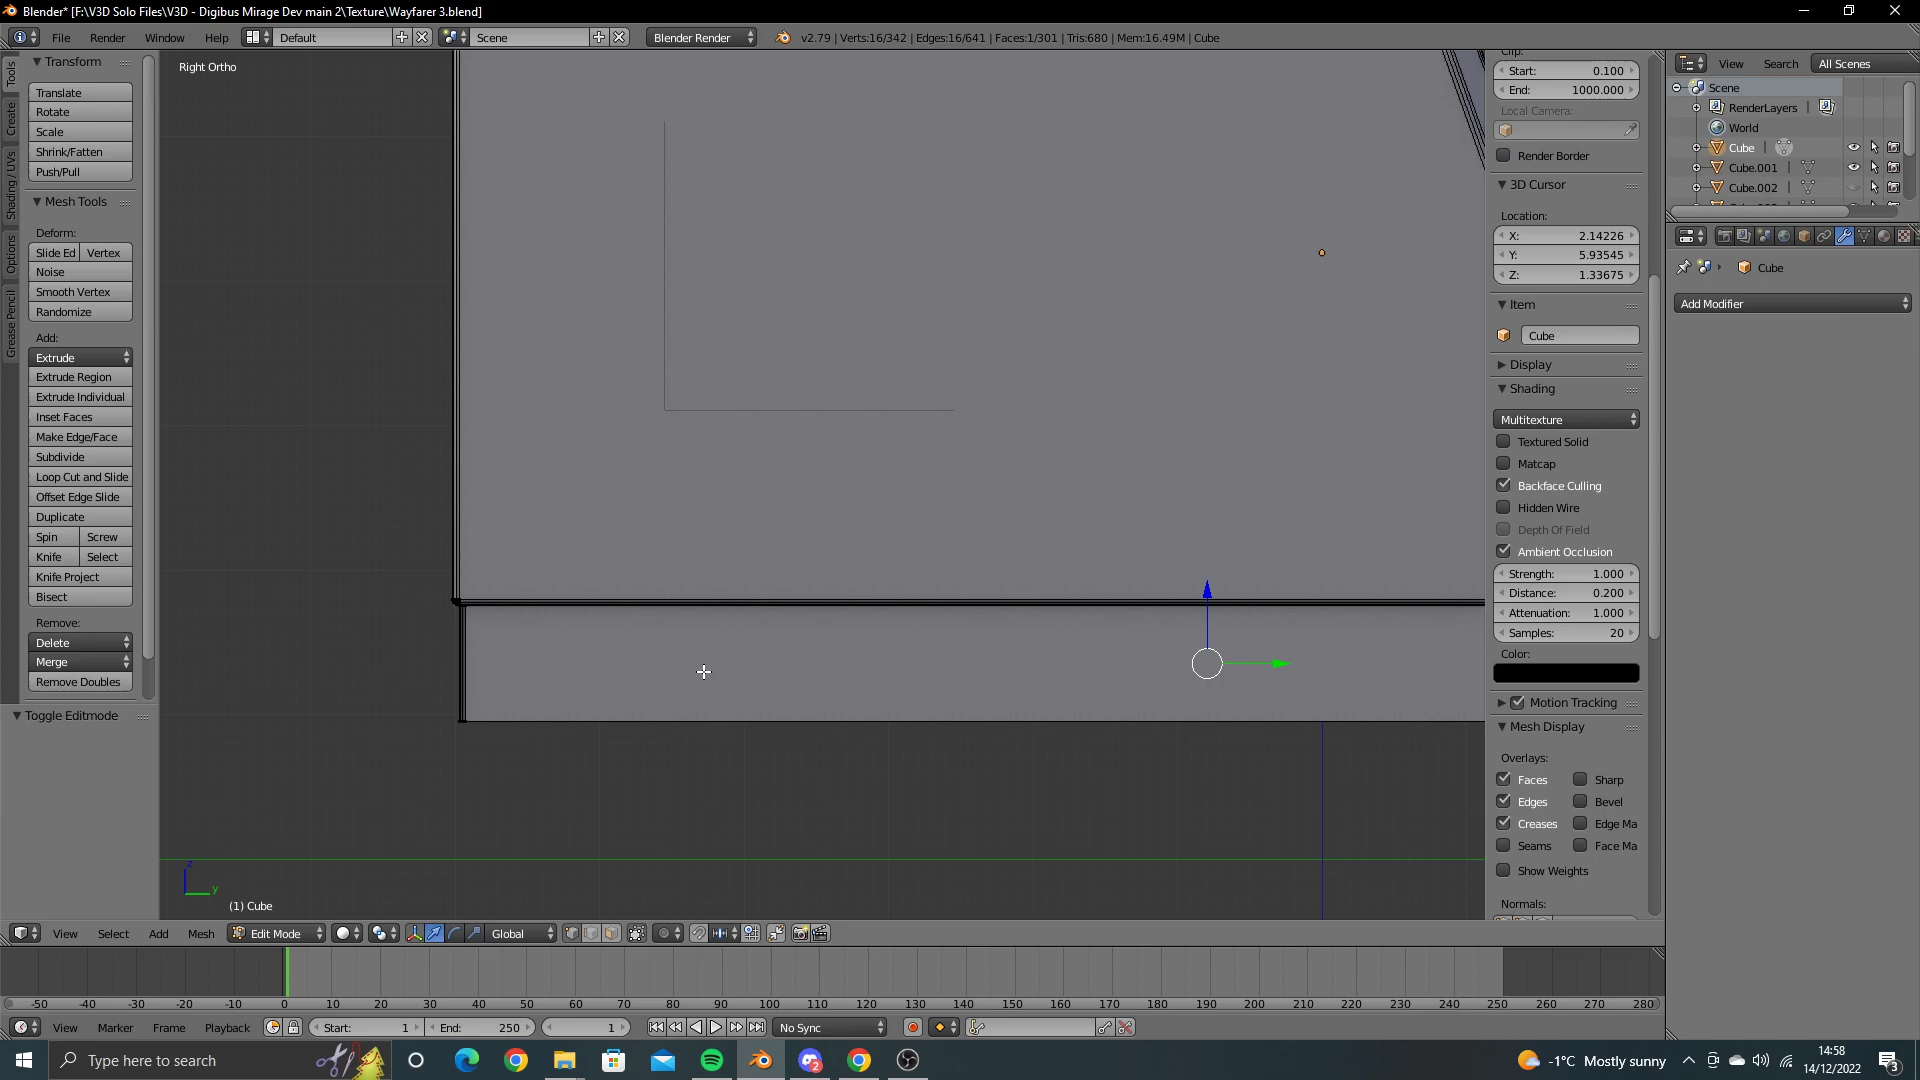 Blender* [F:\V3D Solo Files\V3D - Digibus Mirage Dev main 2\Texture\Wayfarer 3.blend]
File Render Window Help Default Scene Blender Render v2.79 | Verts:16/342 | Edges:16/641 | Faces:1/301 | Tris:680 | Mem:16.49M | Cube
Tools
Create
Shading / UVs
Options
Grease Pencil
Transform
Translate
Rotate
Scale
Shrink/Fatten
Push/Pull
Mesh Tools
Deform:
Slide Ed Vertex
Noise
Smooth Vertex
Randomize
Add:
Extrude
Extrude Region
Extrude Individual
Inset Faces
Make Edge/Face
Subdivide
Loop Cut and Slide
Offset Edge Slide
Duplicate
Spin Screw
Knife Select
Knife Project
Bisect
Remove:
Delete
Merge
Remove Doubles
Toggle Editmode
Right Ortho
z
y
(1) Cube
Clip:
Start: 0.100
End: 1000.000
Local Camera:
Render Border
3D Cursor
Location:
X: 2.14226
Y: 5.93545
Z: 1.33675
Item
Cube
Display
Shading
Multitexture
Textured Solid
Matcap
Backface Culling
Hidden Wire
Depth Of Field
Ambient Occlusion
Strength: 1.000
Distance: 0.200
Attenuation: 1.000
Samples: 20
Color:
Motion Tracking
Mesh Display
Overlays:
Faces Sharp
Edges Bevel
Creases Edge Ma
Seams Face Ma
Show Weights
Normals:
View Search All Scenes
Scene
RenderLayers
World
Cube
Cube.001
Cube.002
Cube
Add Modifier
View Select Add Mesh Edit Mode Global
-50 -40 -30 -20 -10 0 10 20 30 40 50 60 70 80 90 100 110 120 130 140 150 160 170 180 190 200 210 220 230 240 250 260 270 280
View Marker Frame Playback Start: 1 End: 250 1 No Sync
Type here to search
2
-1°C Mostly sunny
14:58
14/12/2022
3